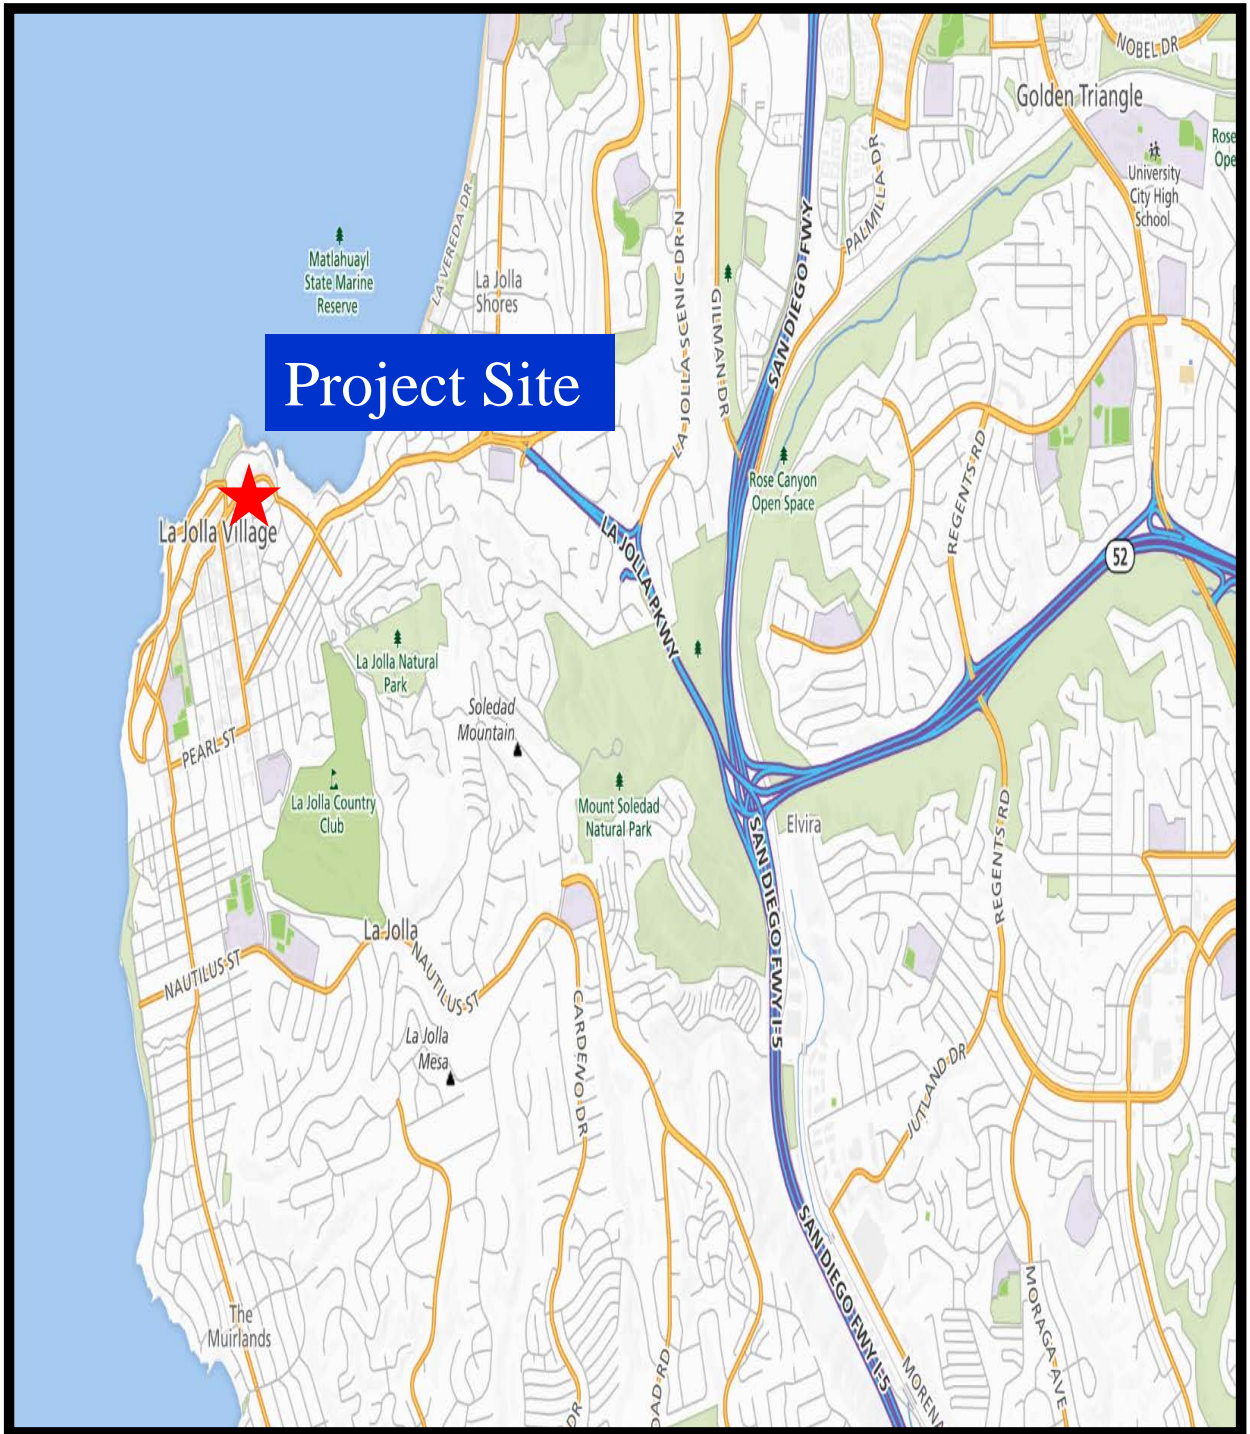 NOBEL DR
Golden Triangle
Rose
Ope
University
City High
School
PALMILLA DR
LA VEREDA DR
Matlahuayl
State Marine
Reserve
La Jolla
Shores
LA JOLLA SCENIC DR N
GILMAN DR
SAN DIEGO FWY
Project Site
La Jolla Village
Rose Canyon
Open Space
REGENTS RD
LA JOLLA PKWY
52
La Jolla Natural
Park
Soledad
Mountain
PEARL ST
La Jolla Country
Club
Mount Soledad
Natural Park
Elvira
SAN DIEGO FWY I-5
REGENTS RD
La Jolla
NAUTILUS ST
NAUTILUS ST
CARDENO DR
La Jolla
Mesa
JUTLAND DR
SAN DIEGO FWY I-5
MORAGA AVE
The
Muirlands
DR
DAD RD
MORENA